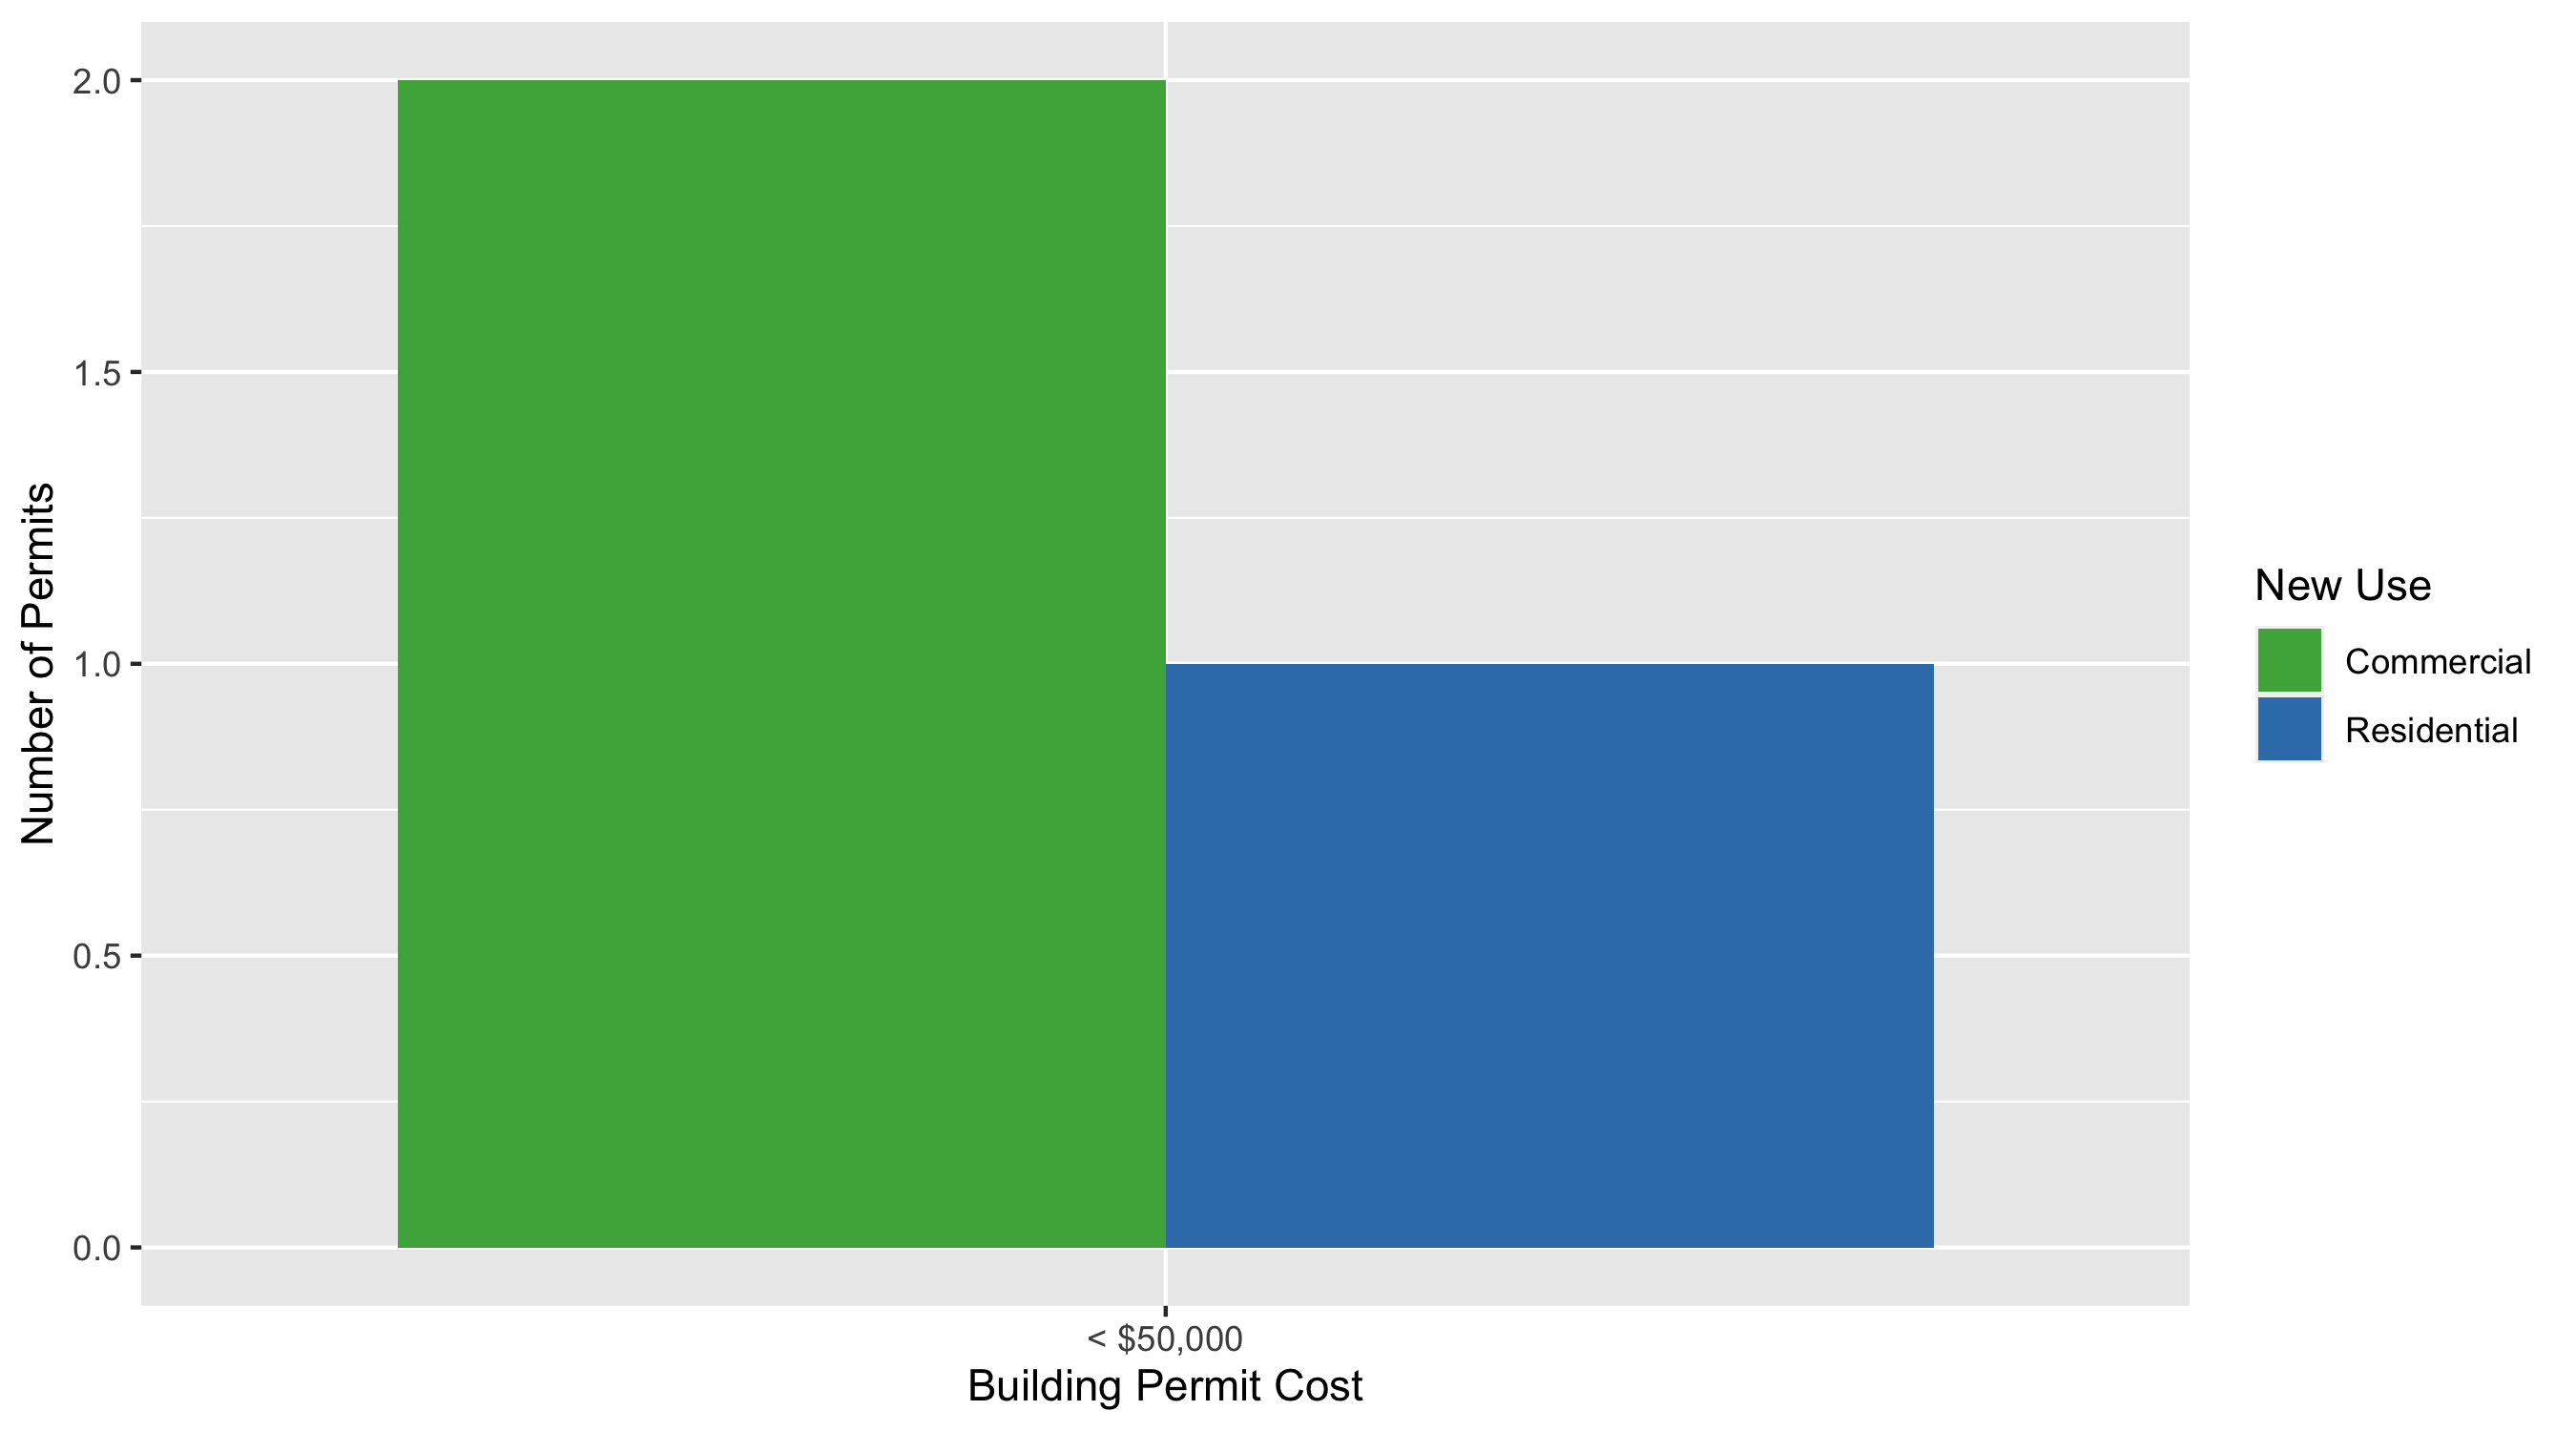 Number of Permits
2.0
1.5
1.0
0.5
0.0
< $50,000
Building Permit Cost
New Use
Commercial
Residential